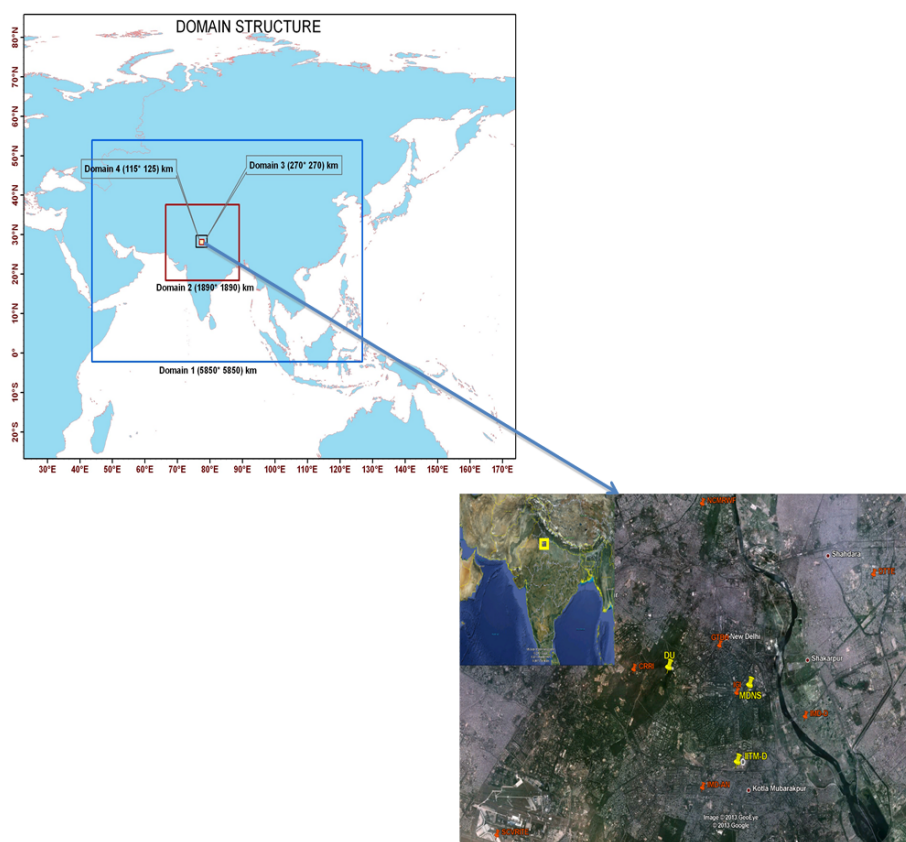 DOMAIN STRUCTURE
80°N
70°N
60°N
50°N
40°N
30°N
20°N
10°N
0°
10°S
20°S
Domain 4 (115* 125) km
Domain 3 (270* 270) km
Domain 2 (1890* 1890) km
Domain 1 (5850* 5850) km
30°E 40°E 50°E 60°E 70°E 80°E 90°E 100°E 110°E 120°E 130°E 140°E 150°E 160°E 170°E
Shahdara
New Delhi
DU
CRRI
Shakarpur
MDNS
IITM-D
Kotla Mubarakpur
Image © 2013 GeoEye
© 2013 Google